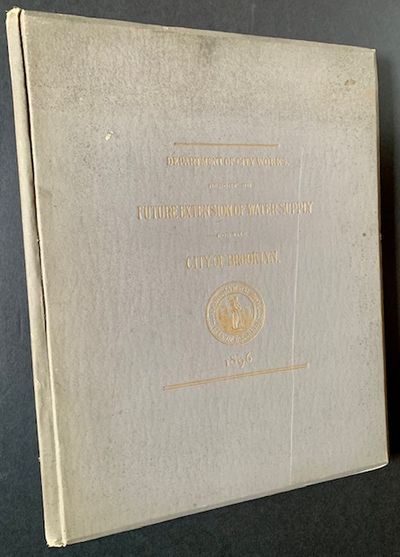 DEPARTMENT OF CITY WORKS,
FUTURE EXTENSION OF WATER SUPPLY
CITY OF BROOKLYN.
1896